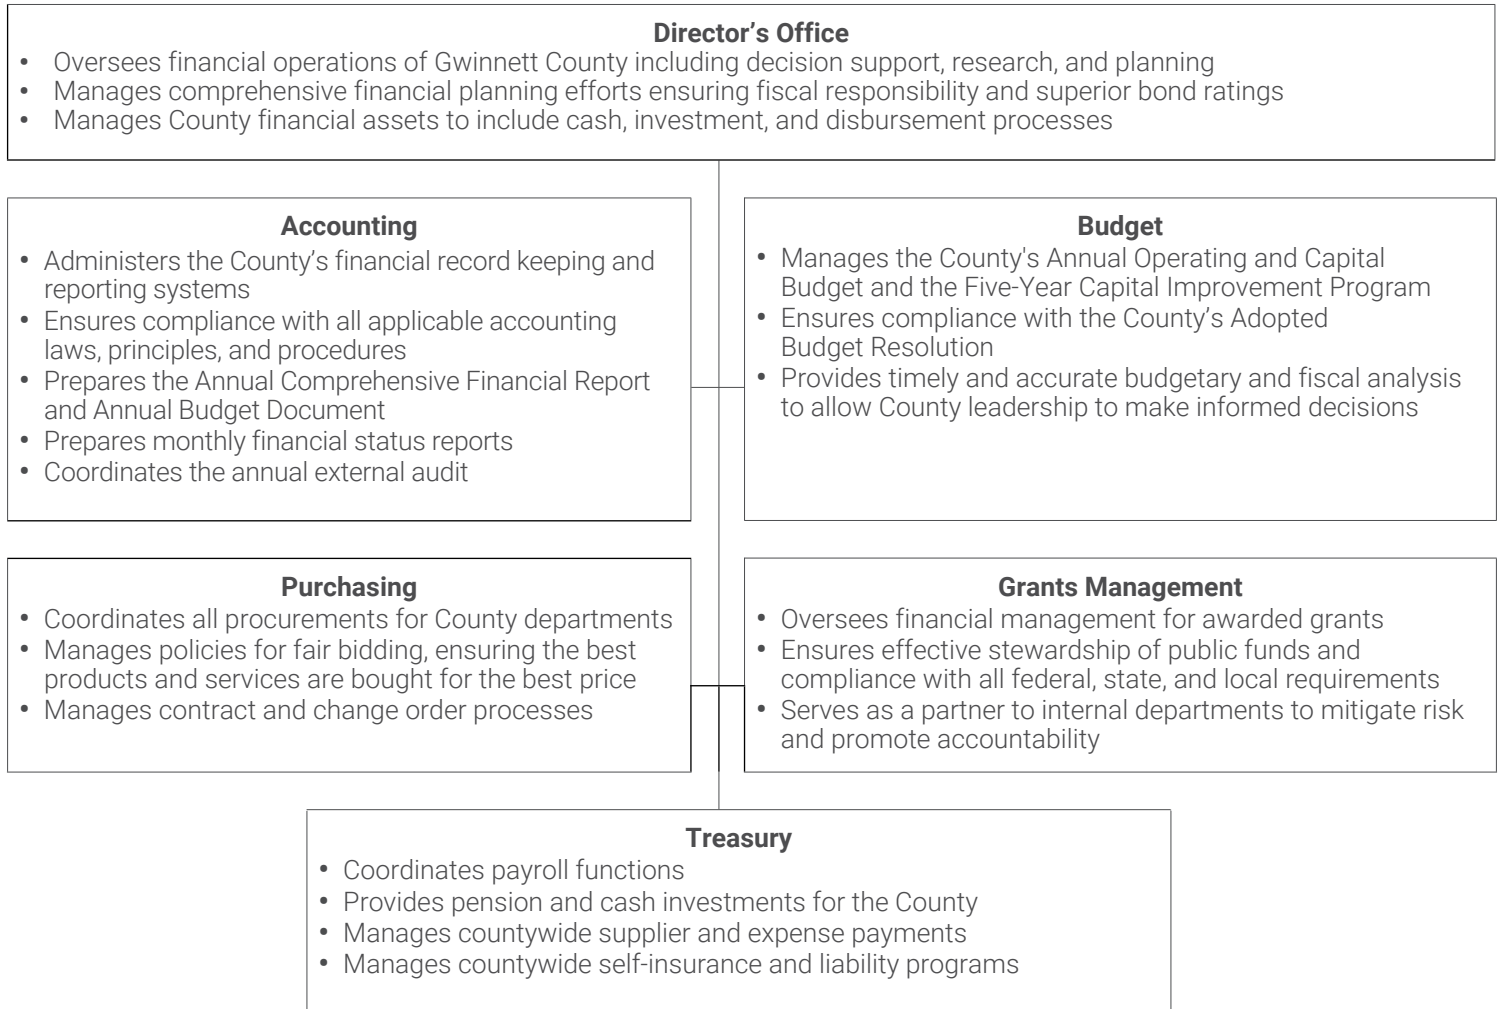 Director’s Office
• Oversees financial operations of Gwinnett County including decision support, research, and planning
• Manages comprehensive financial planning efforts ensuring fiscal responsibility and superior bond ratings
• Manages County financial assets to include cash, investment, and disbursement processes
Accounting
• Administers the County’s financial record keeping and
reporting systems
• Ensures compliance with all applicable accounting
laws, principles, and procedures
• Prepares the Annual Comprehensive Financial Report
and Annual Budget Document
• Prepares monthly financial status reports
• Coordinates the annual external audit
Budget
• Manages the County's Annual Operating and Capital
Budget and the Five-Year Capital Improvement Program
• Ensures compliance with the County’s Adopted
Budget Resolution
• Provides timely and accurate budgetary and fiscal analysis
to allow County leadership to make informed decisions
Purchasing
• Coordinates all procurements for County departments
• Manages policies for fair bidding, ensuring the best
products and services are bought for the best price
• Manages contract and change order processes
Grants Management
• Oversees financial management for awarded grants
• Ensures effective stewardship of public funds and
compliance with all federal, state, and local requirements
• Serves as a partner to internal departments to mitigate risk
and promote accountability
Treasury
• Coordinates payroll functions
• Provides pension and cash investments for the County
• Manages countywide supplier and expense payments
• Manages countywide self-insurance and liability programs